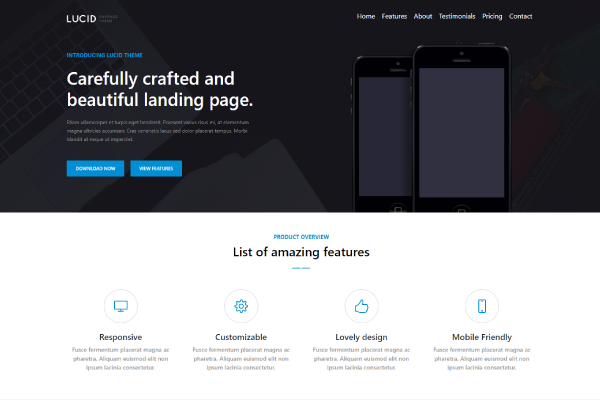 LUCID ONEPAGE
THEME
Home Features About Testimonials Pricing Contact
INTRODUCING LUCID THEME
Carefully crafted and
beautiful landing page.
Etiam ullamcorper et turpis eget hendrerit. Praesent varius risus mi, at elementum
magna ultricies accumsan. Cras venenatis lacus sed dolor placerat tempus. Morbi
blandit at neque ut imperdiet.
DOWNLOAD NOW VIEW FEATURES
PRODUCT OVERVIEW
List of amazing features
Responsive Customizable Lovely design Mobile Friendly
Fusce fermentum placerat magna ac Fusce fermentum placerat magna ac Fusce fermentum placerat magna ac Fusce fermentum placerat magna ac
pharetra. Aliquam euismod elit non pharetra. Aliquam euismod elit non pharetra. Aliquam euismod elit non pharetra. Aliquam euismod elit non
ipsum lacinia consectetur. ipsum lacinia consectetur. ipsum lacinia consectetur. ipsum lacinia consectetur.